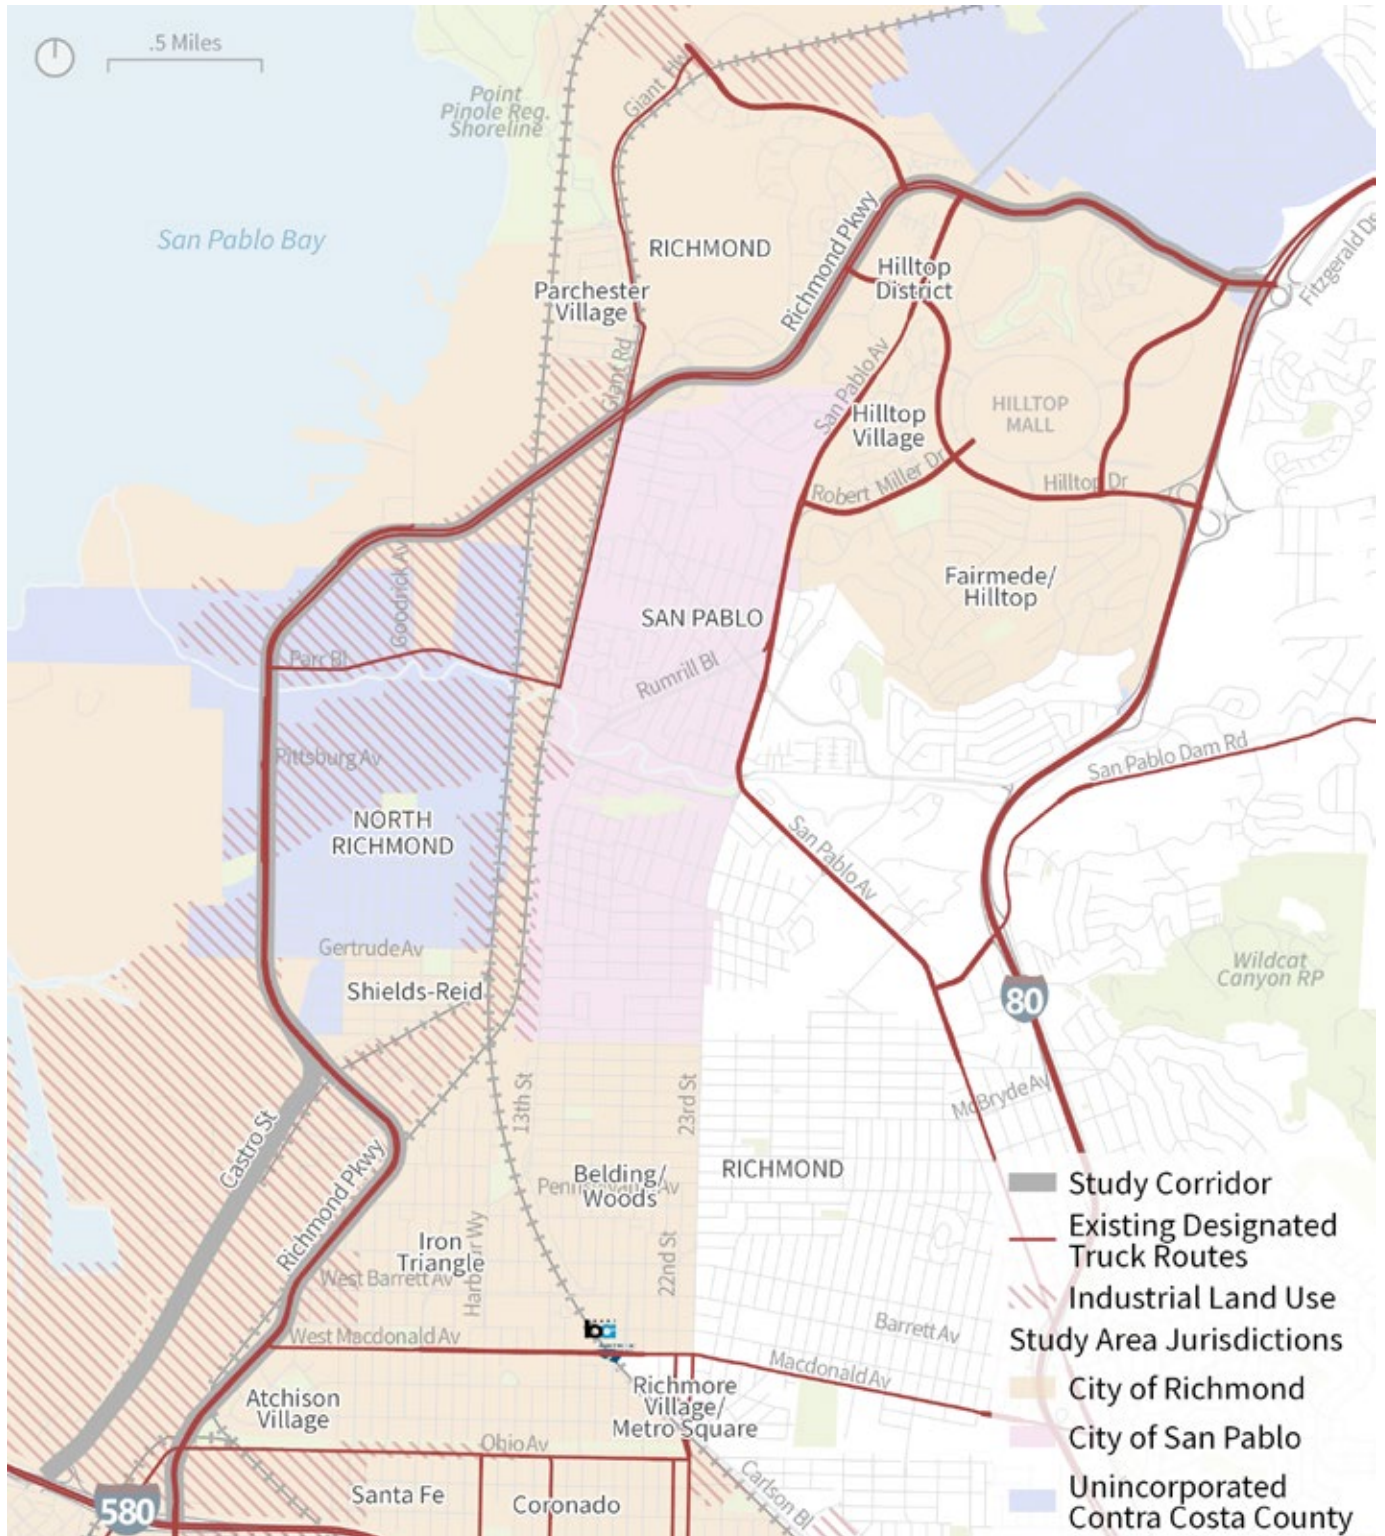 .5 Miles
Point
Pinole Reg.
Shoreline
Giant Hwy
San Pablo Bay
RICHMOND
Richmond Pkwy
Hilltop
District
Fitzgerald Dr
Parchester
Village
Giant Rd
San Pablo Av
Hilltop
Village
HILLTOP
MALL
Robert Miller Dr
Hilltop Dr
Goodrick Av
Fairmede/
Hilltop
SAN PABLO
Parr Bl
Rumrill Bl
Pittsburg Av
San Pablo Dam Rd
NORTH
RICHMOND
San Pablo Av
Gertrude Av
Shields-Reid
Wildcat
Canyon RP
80
13th St
23rd St
McBryde Av
Castro St
Richmond Pkwy
Belding/
Woods
RICHMOND
Iron
Triangle
Harbour Wy
22nd St
West Barrett Av
West Macdonald Av
Barrett Av
Macdonald Av
Atchison
Village
Richmore
Village/
Metro Square
Ohio Av
Carlson Bl
580
Santa Fe
Coronado
Study Corridor
Existing Designated
Truck Routes
Industrial Land Use
Study Area Jurisdictions
City of Richmond
City of San Pablo
Unincorporated
Contra Costa County